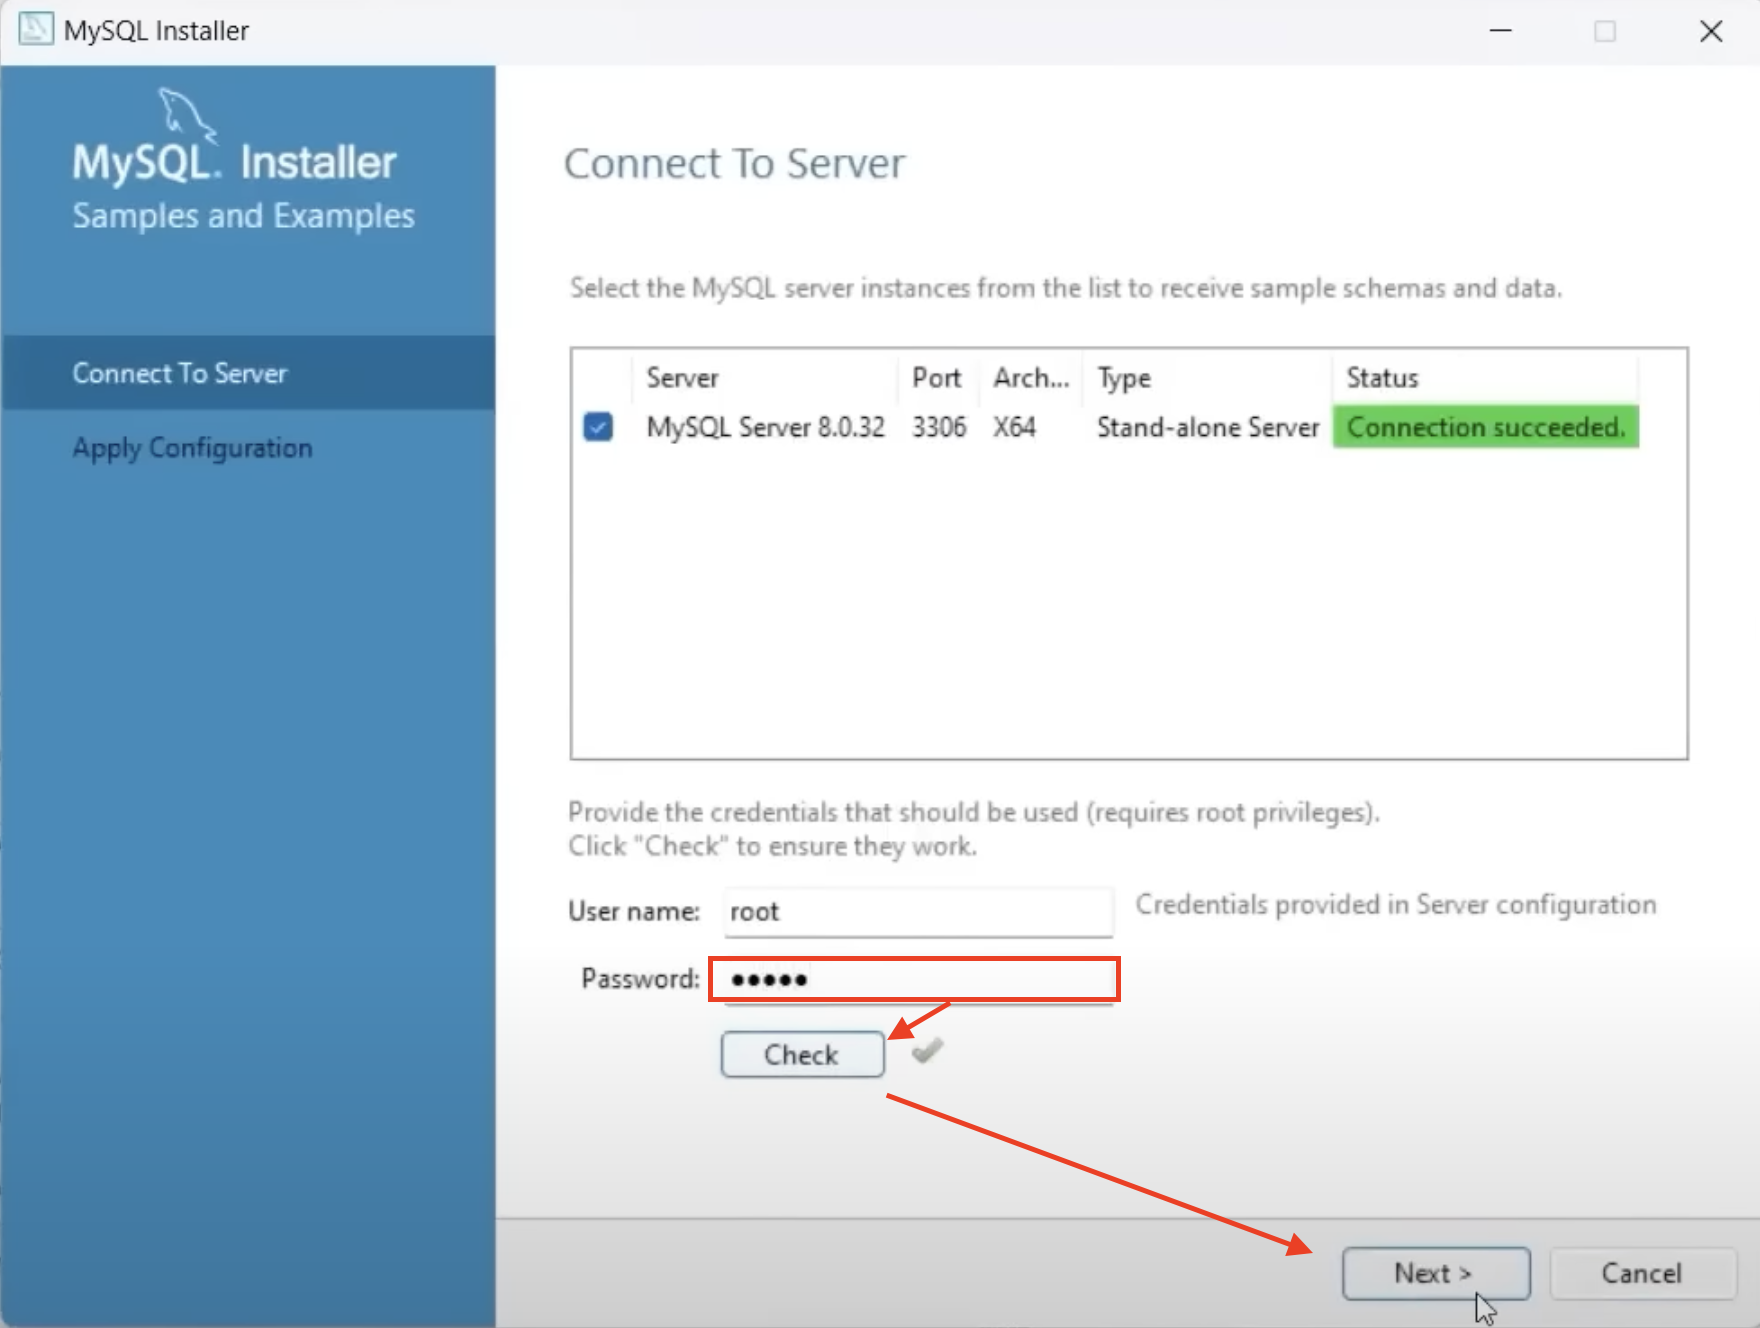 MySQL Installer
MySQL. Installer
Samples and Examples
Connect To Server
Apply Configuration
Connect To Server
Select the MySQL server instances from the list to receive sample schemas and data.
Server Port Arch... Type Status
MySQL Server 8.0.32 3306 X64 Stand-alone Server Connection succeeded.
Provide the credentials that should be used (requires root privileges).
Click "Check" to ensure they work.
User name: root Credentials provided in Server configuration
Password: •••••
Check
Next > Cancel